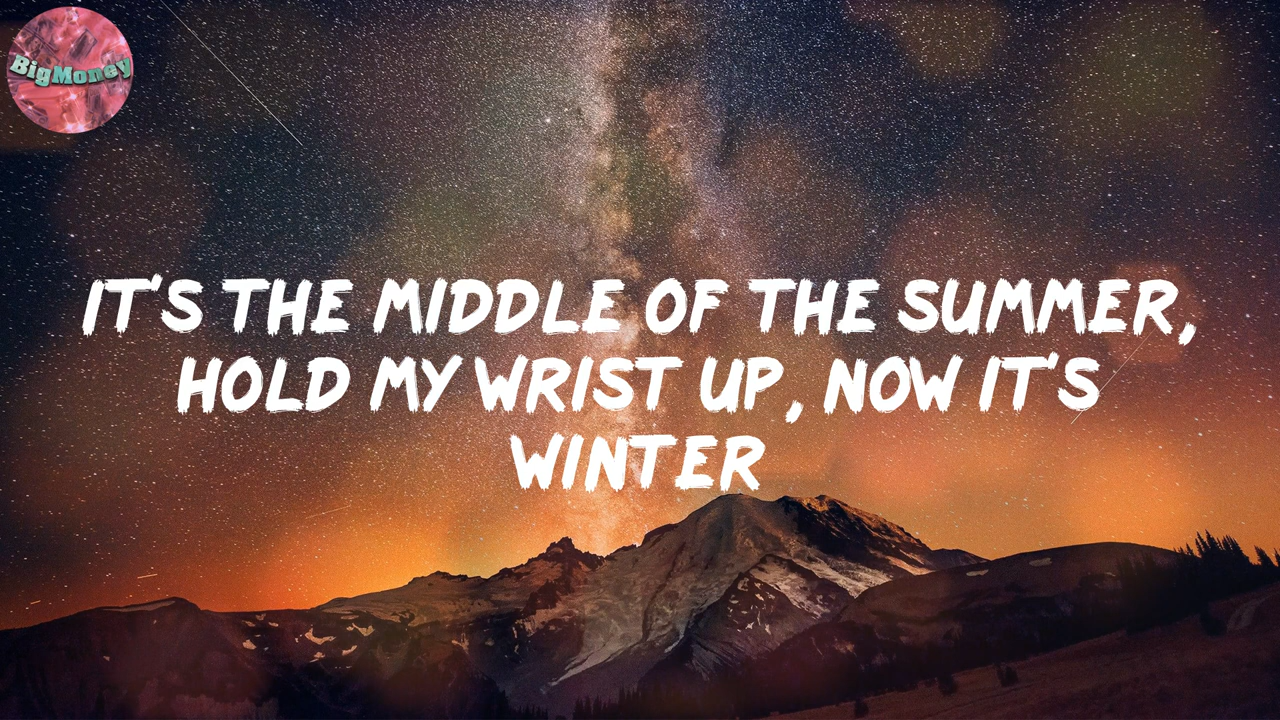 BigMoney
IT'S THE MIDDLE OF THE SUMMER,
HOLD MY WRIST UP, NOW IT'S
WINTER